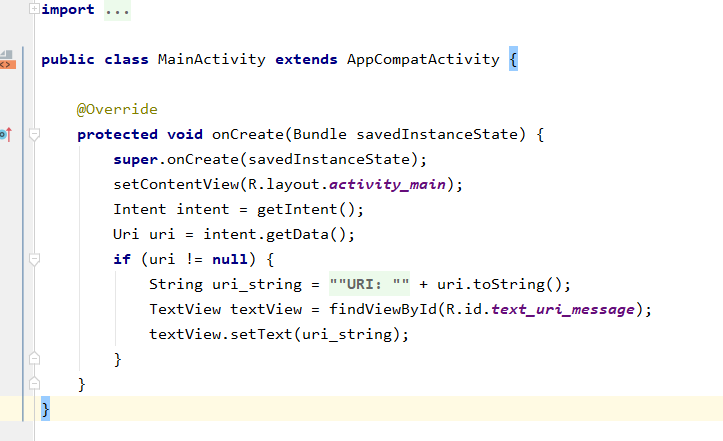 import ...
public class MainActivity extends AppCompatActivity {
@Override
protected void onCreate(Bundle savedInstanceState) {
super.onCreate(savedInstanceState);
setContentView(R.layout.activity_main);
Intent intent = getIntent();
Uri uri = intent.getData();
if (uri != null) {
String uri_string = ""URI: "" + uri.toString();
TextView textView = findViewById(R.id.text_uri_message);
textView.setText(uri_string);
}
}
}